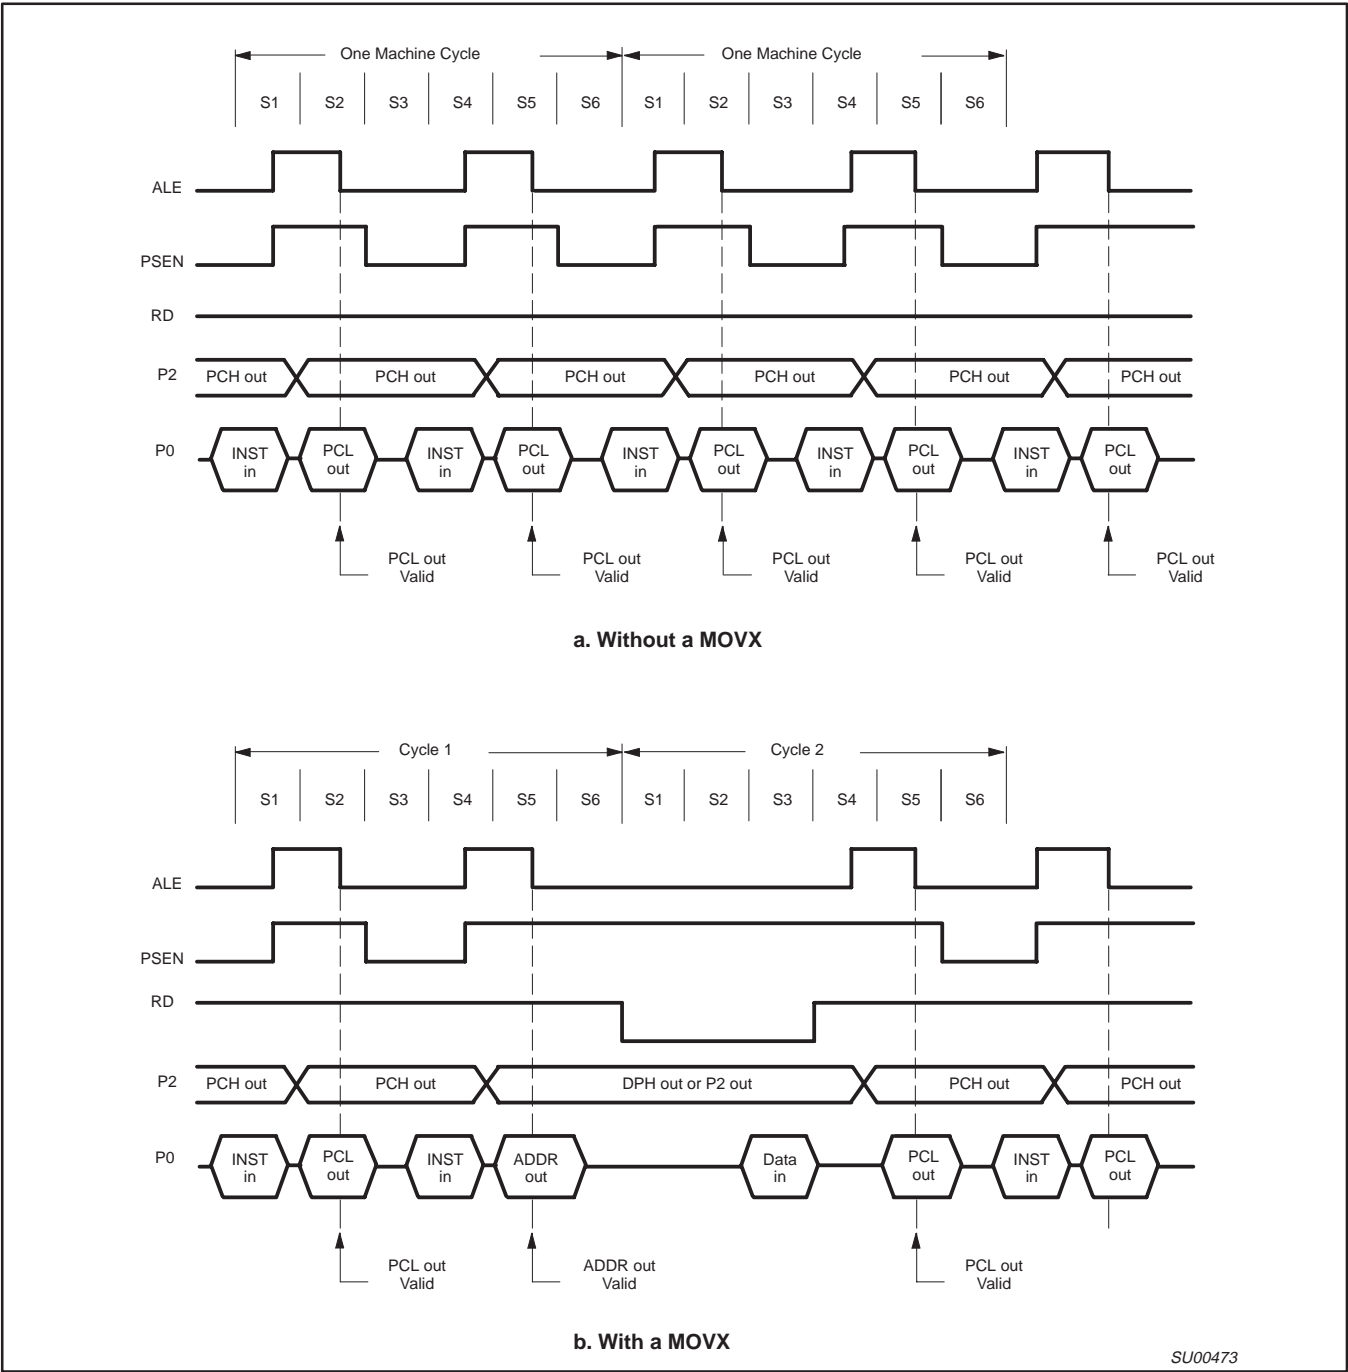 One Machine Cycle One Machine Cycle
S1 S2 S3 S4 S5 S6 S1 S2 S3 S4 S5 S6
ALE
PSEN
RD
P2 PCH out PCH out PCH out PCH out PCH out PCH out
P0 INST in PCL out INST in PCL out INST in PCL out INST in PCL out INST in PCL out
PCL out PCL out PCL out PCL out PCL out
Valid Valid Valid Valid Valid
a. Without a MOVX
Cycle 1 Cycle 2
S1 S2 S3 S4 S5 S6 S1 S2 S3 S4 S5 S6
ALE
PSEN
RD
P2 PCH out PCH out DPH out or P2 out PCH out PCH out
P0 INST in PCL out INST in ADDR out Data in PCL out INST in PCL out
PCL out ADDR out PCL out
Valid Valid Valid
b. With a MOVX
SU00473